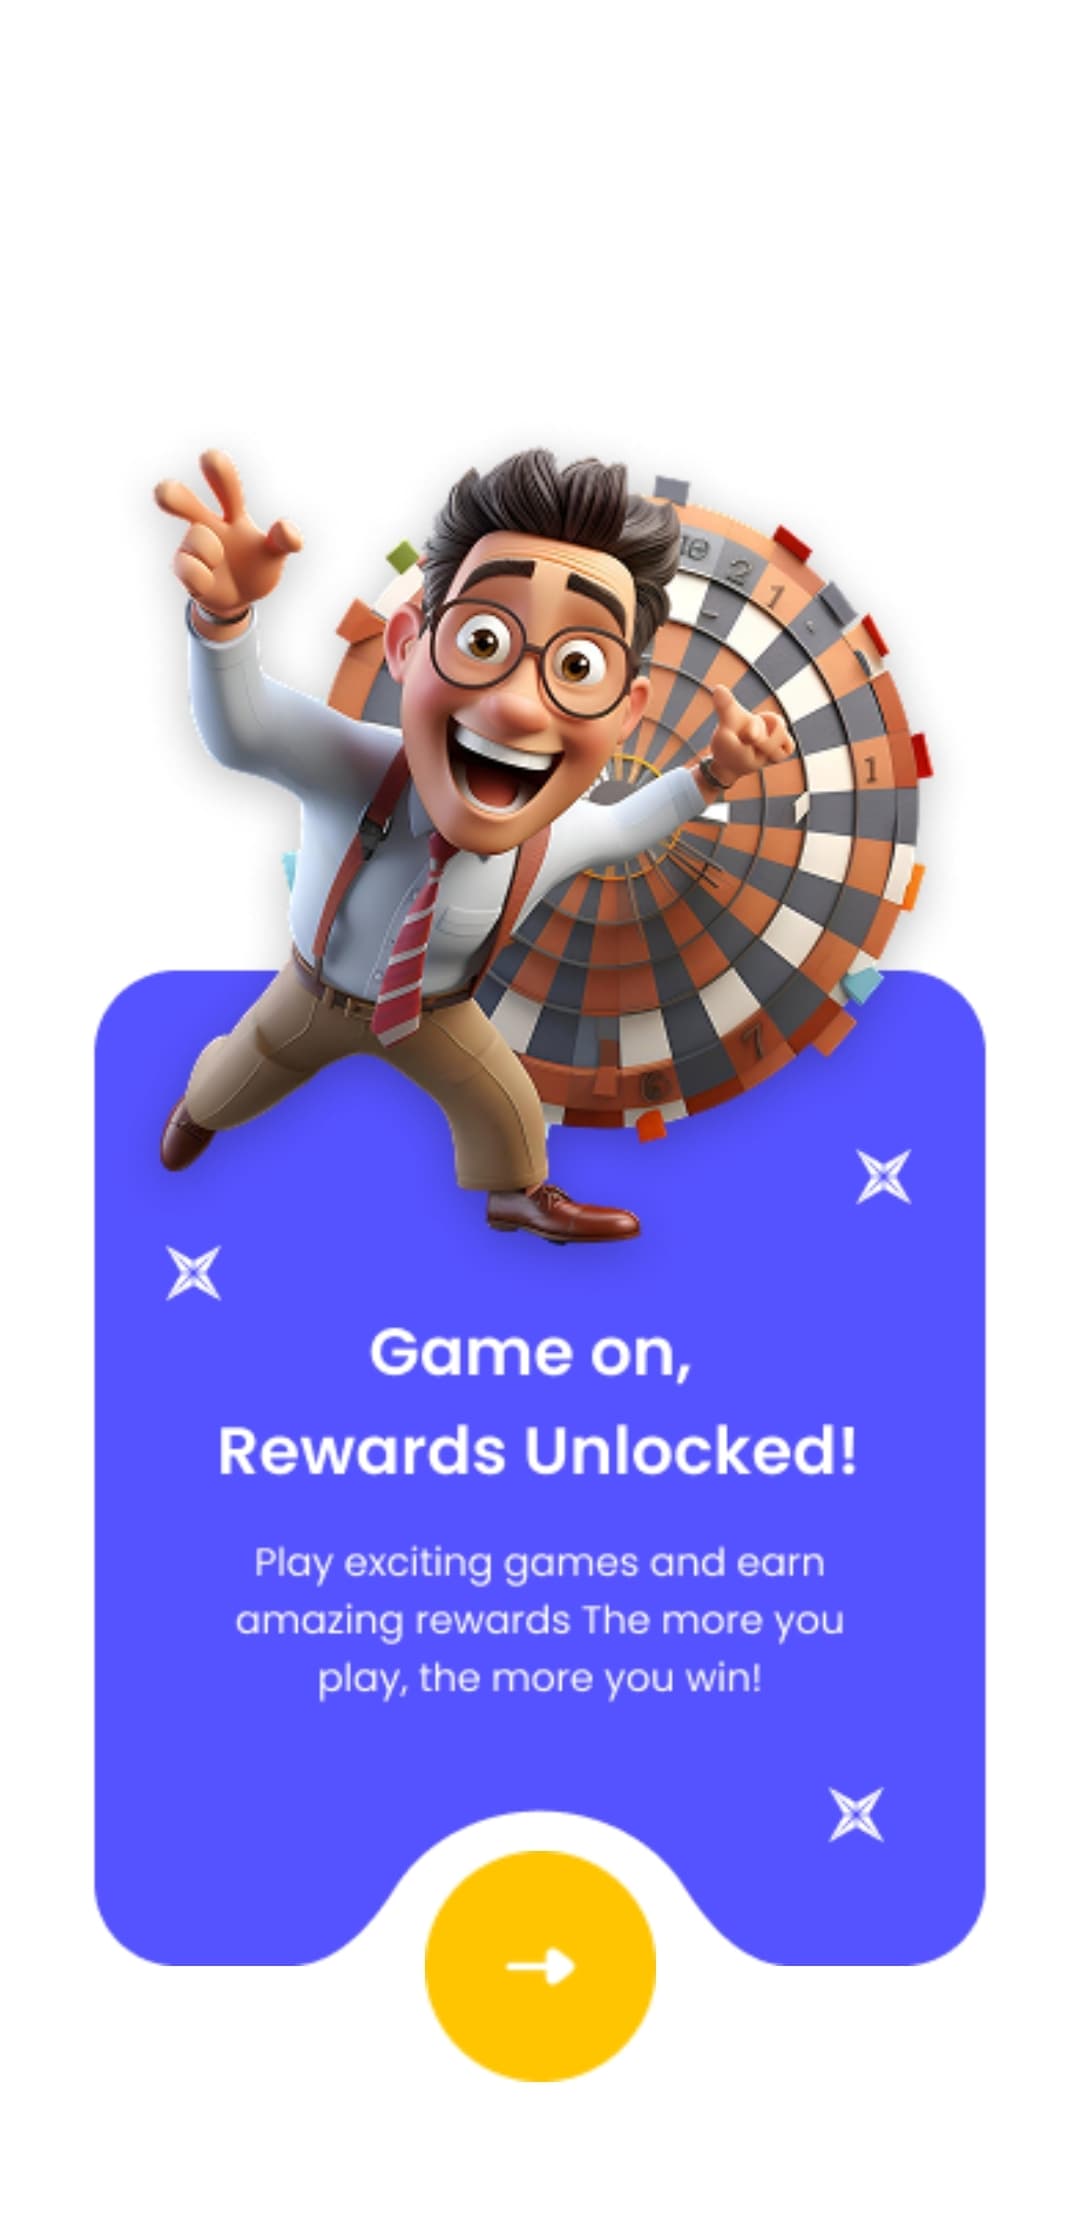 Game on,
Rewards Unlocked!
Play exciting games and earn
amazing rewards The more you
play, the more you win!